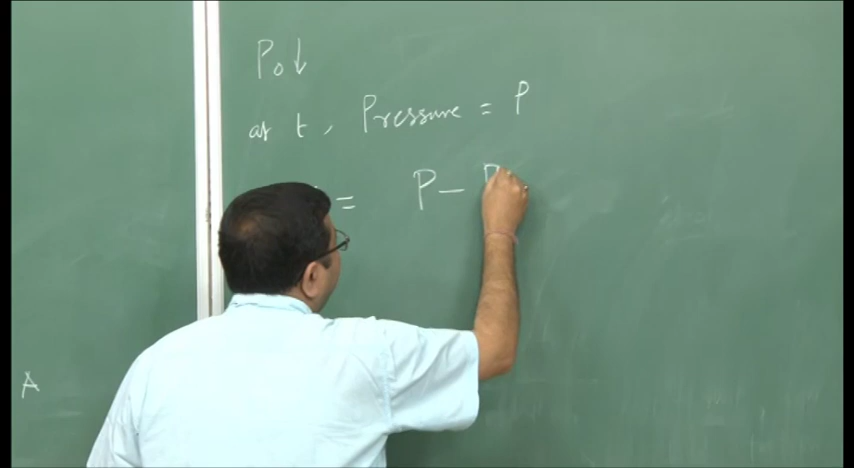 P₀↓
at t, Pressure = P
= P –
A